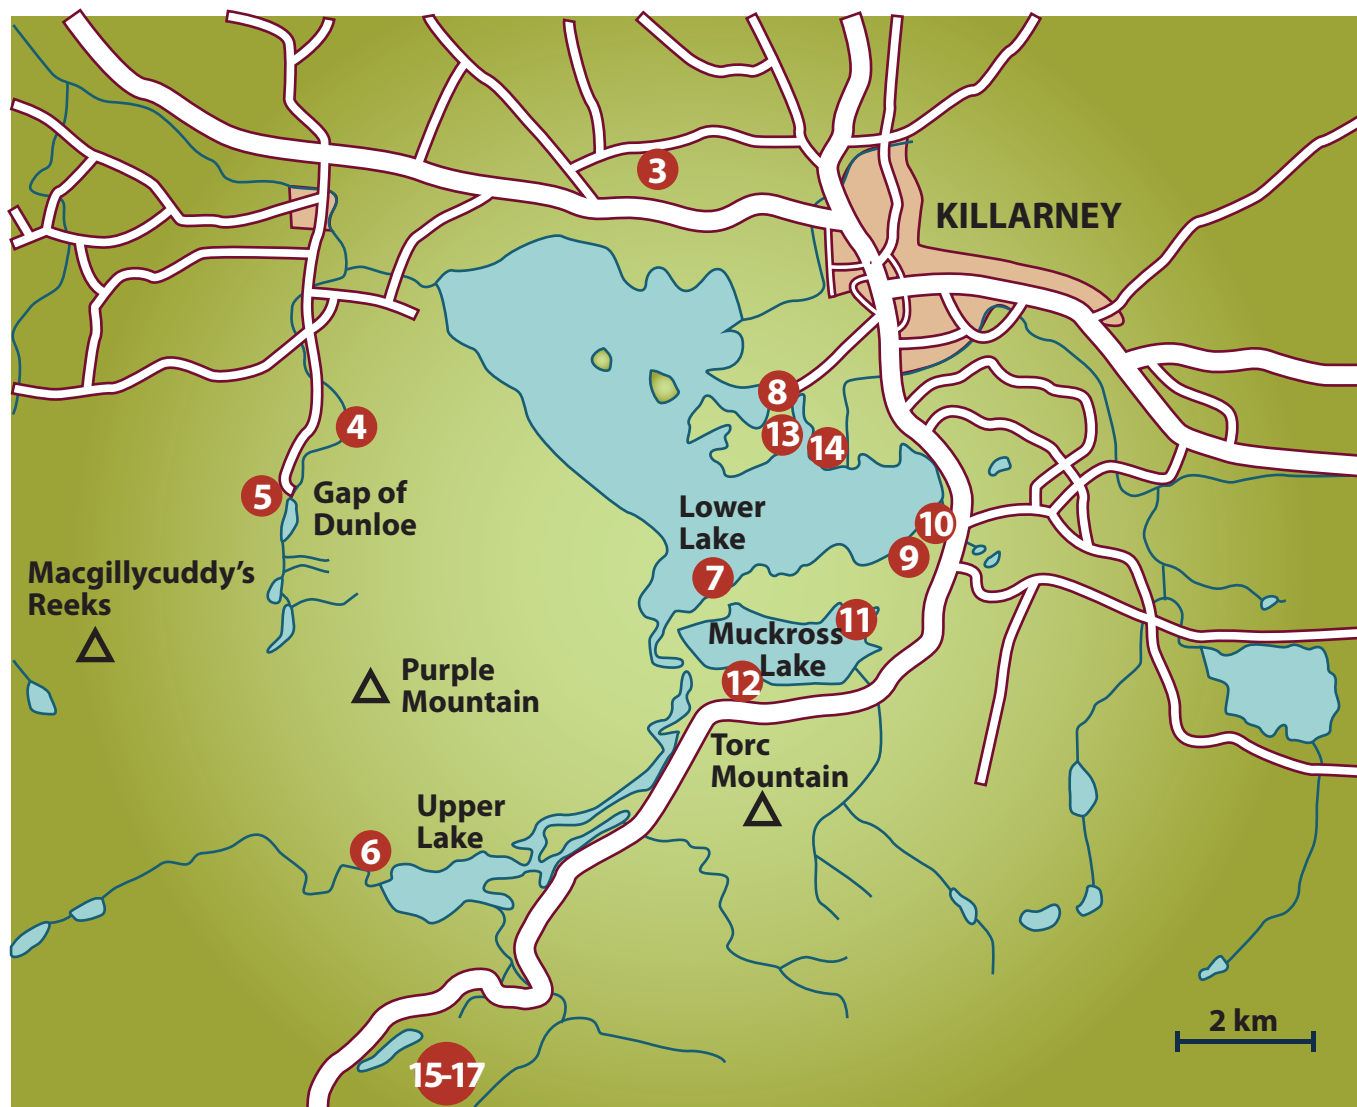 3
KILLARNEY
8
4
13
14
5
Gap of
Dunloe
Lower
Lake
10
9
7
Macgillycuddy's
Reeks
11
Muckross
Lake
12
Purple
Mountain
Torc
Mountain
Upper
Lake
6
2 km
15-17